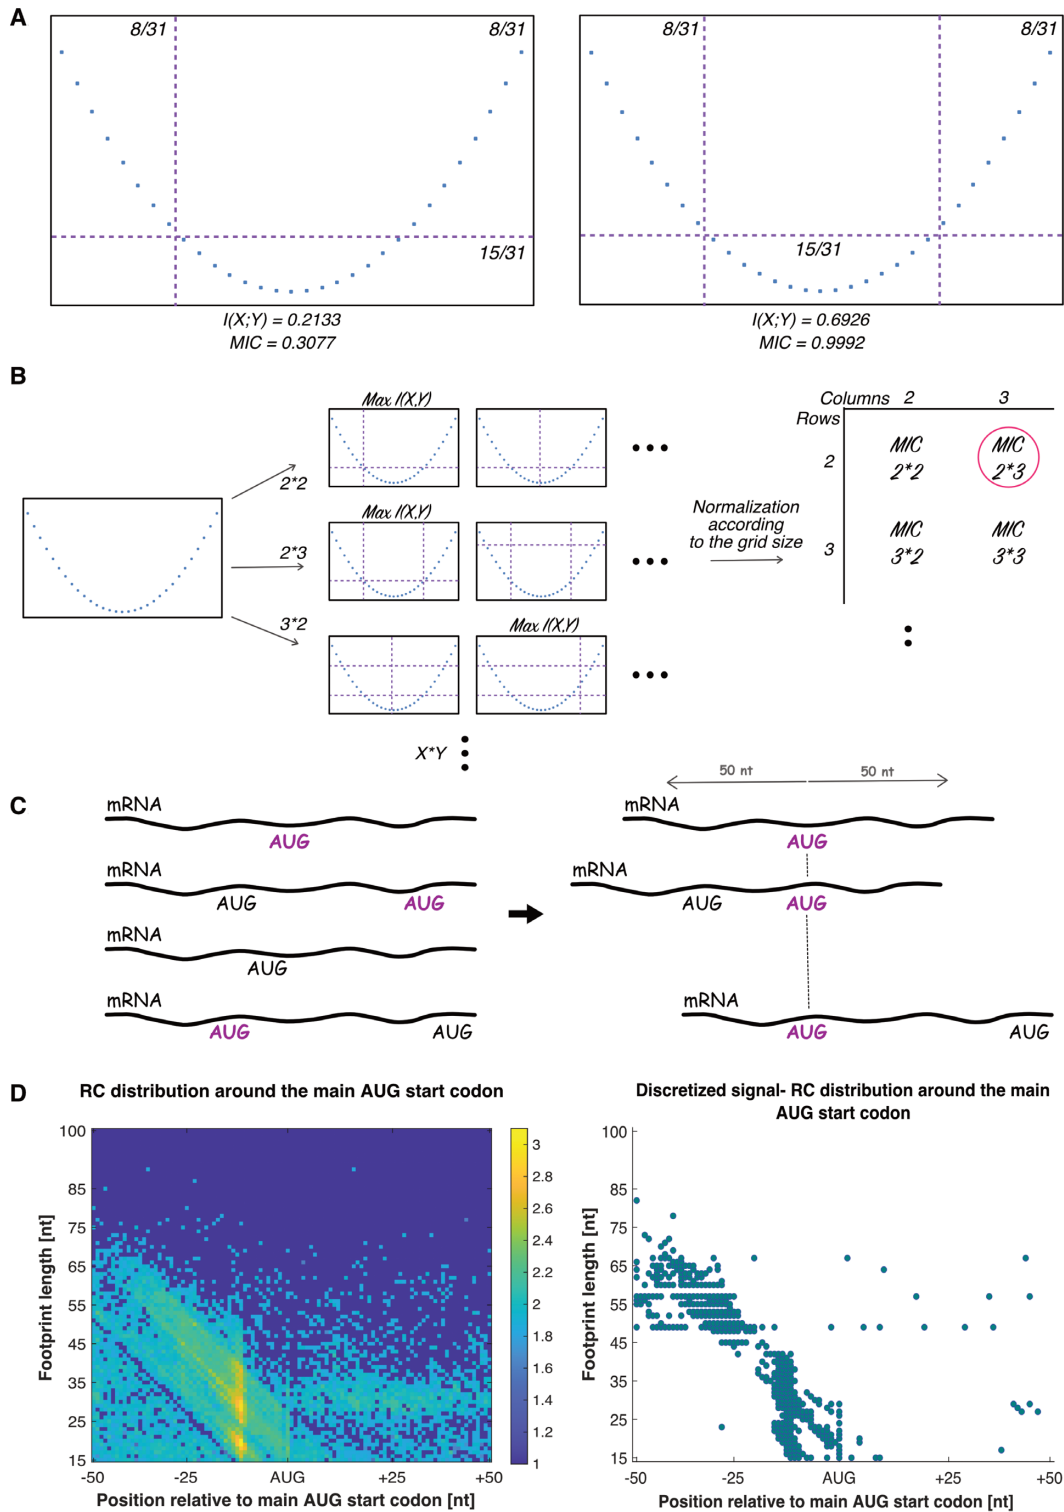 A
8/31
8/31
15/31
I(X;Y) = 0.2133
MIC = 0.3077
8/31
8/31
15/31
I(X;Y) = 0.6926
MIC = 0.9992
B
2*2
2*3
3*2
Max I(X,Y)
Max I(X,Y)
Max I(X,Y)
X*Y
Normalization
according
to the grid size
Columns 2 3
Rows
2
MIC
2*2
MIC
2*3
3
MIC
3*2
MIC
3*3
C
mRNA
AUG
mRNA
AUG AUG
mRNA
AUG
mRNA
AUG AUG
50 nt 50 nt
mRNA
AUG
mRNA
AUG AUG
mRNA
AUG AUG
D
RC distribution around the main AUG start codon
Footprint length [nt]
100
85
75
65
55
45
35
25
15
-50 -25 AUG +25 +50
Position relative to main AUG start codon [nt]
3
2.8
2.6
2.4
2.2
2
1.8
1.6
1.4
1.2
1
Discretized signal- RC distribution around the main
AUG start codon
Footprint length [nt]
100
85
75
65
55
45
35
25
15
-50 -25 AUG +25 +50
Position relative to main AUG start codon [nt]